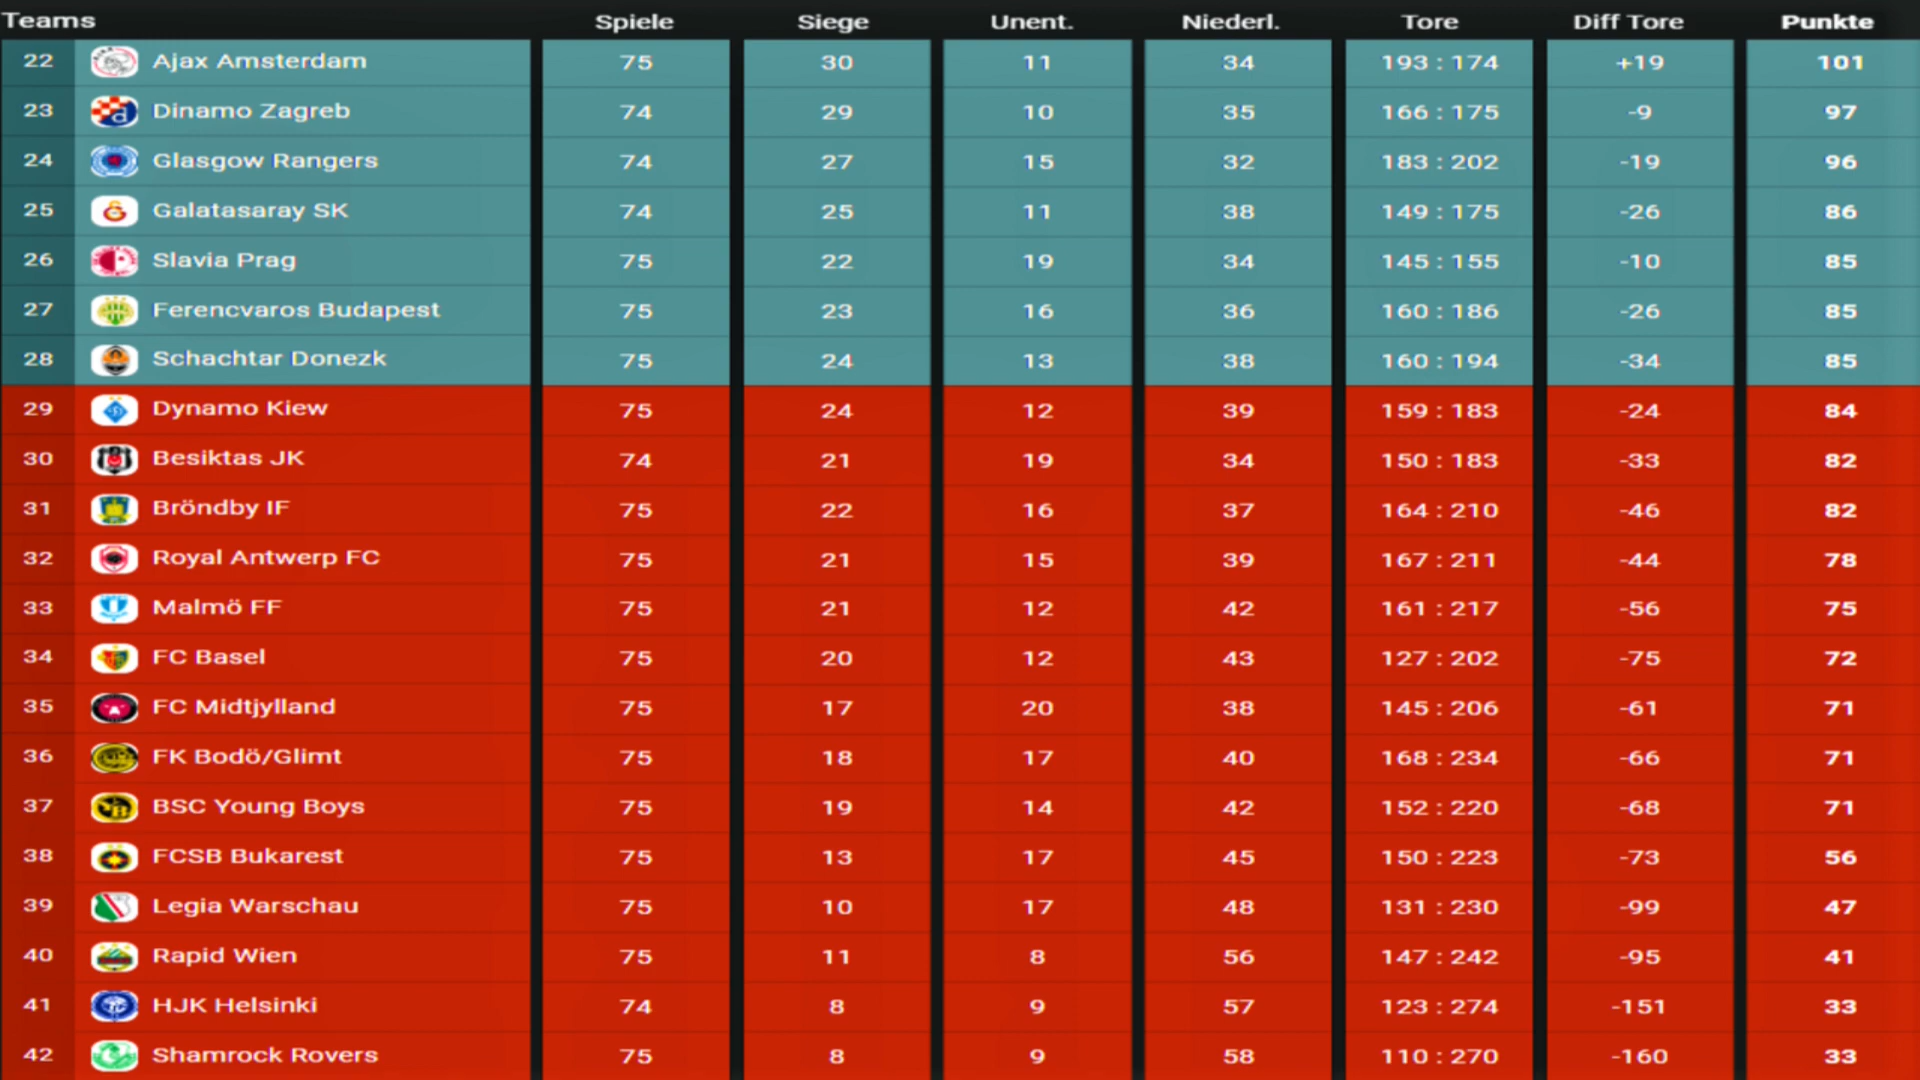 Teams Spiele Siege Unent. Niederl. Tore Diff Tore Punkte
22 Ajax Amsterdam 75 30 11 34 193 : 174 +19 101
23 Dinamo Zagreb 74 29 10 35 166 : 175 -9 97
24 Glasgow Rangers 74 27 15 32 183 : 202 -19 96
25 Galatasaray SK 74 25 11 38 149 : 175 -26 86
26 Slavia Prag 75 22 19 34 145 : 155 -10 85
27 Ferencvaros Budapest 75 23 16 36 160 : 186 -26 85
28 Schachtar Donezk 75 24 13 38 160 : 194 -34 85
29 Dynamo Kiew 75 24 12 39 159 : 183 -24 84
30 Besiktas JK 74 21 19 34 150 : 183 -33 82
31 Bröndby IF 75 22 16 37 164 : 210 -46 82
32 Royal Antwerp FC 75 21 15 39 167 : 211 -44 78
33 Malmö FF 75 21 12 42 161 : 217 -56 75
34 FC Basel 75 20 12 43 127 : 202 -75 72
35 FC Midtjylland 75 17 20 38 145 : 206 -61 71
36 FK Bodö/Glimt 75 18 17 40 168 : 234 -66 71
37 BSC Young Boys 75 19 14 42 152 : 220 -68 71
38 FCSB Bukarest 75 13 17 45 150 : 223 -73 56
39 Legia Warschau 75 10 17 48 131 : 230 -99 47
40 Rapid Wien 75 11 8 56 147 : 242 -95 41
41 HJK Helsinki 74 8 9 57 123 : 274 -151 33
42 Shamrock Rovers 75 8 9 58 110 : 270 -160 33